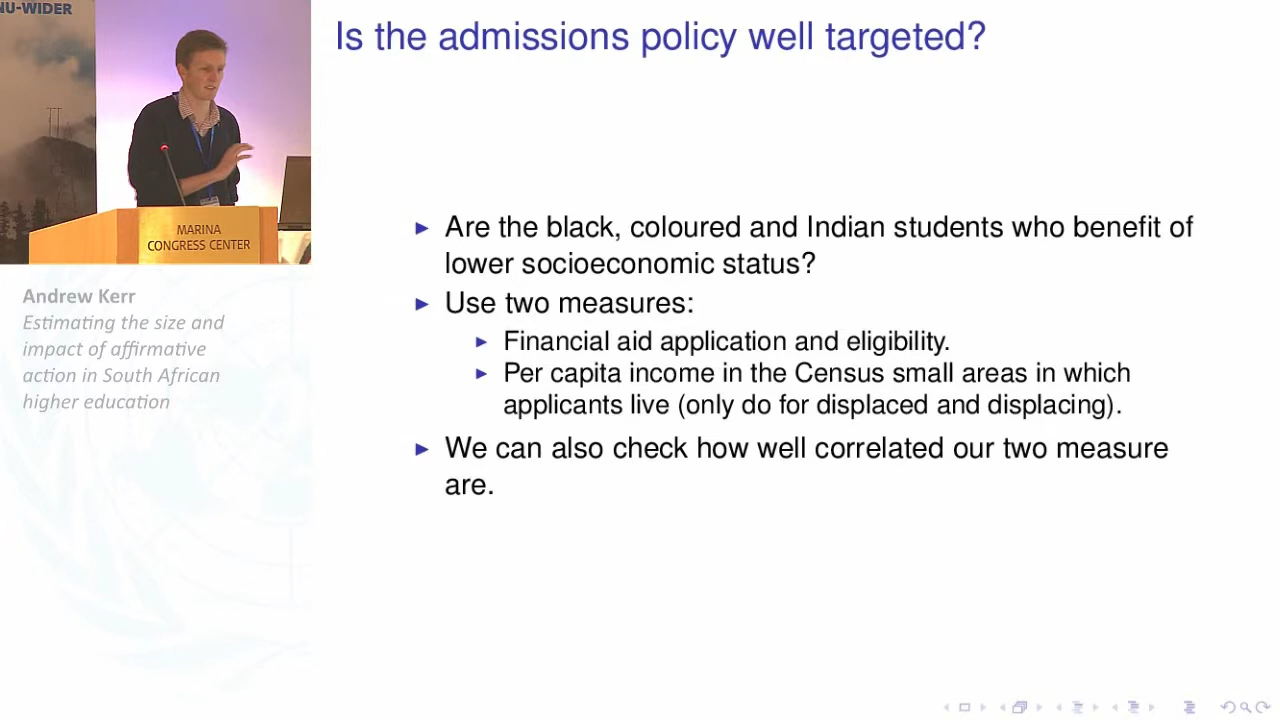 NU-WIDER
MARINA
CONGRESS CENTER
Andrew Kerr
Estimating the size and
impact of affirmative
action in South African
higher education
Is the admissions policy well targeted?
Are the black, coloured and Indian students who benefit of
lower socioeconomic status?
Use two measures:
Financial aid application and eligibility.
Per capita income in the Census small areas in which
applicants live (only do for displaced and displacing).
We can also check how well correlated our two measure
are.